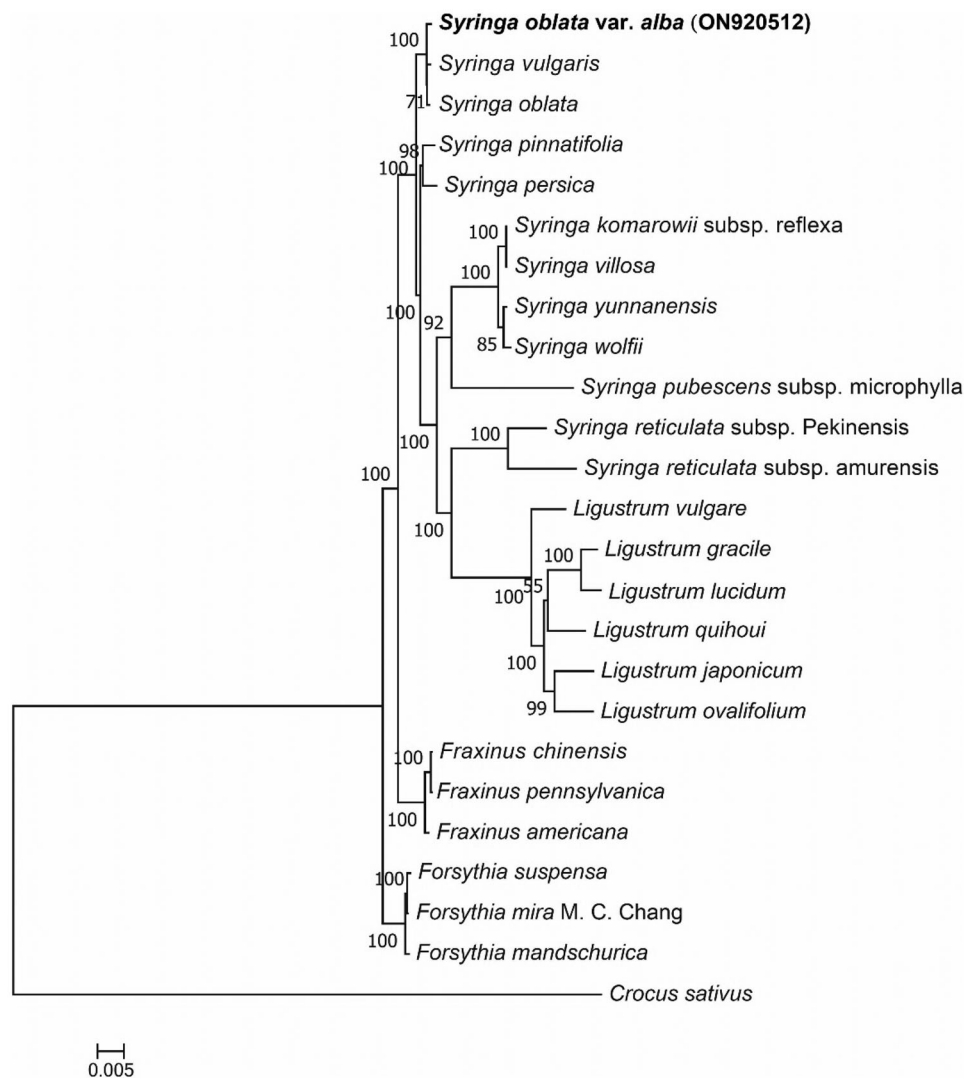 100
Syringa oblata var. alba (ON920512)
Syringa vulgaris
71
Syringa oblata
98
Syringa pinnatifolia
100
Syringa persica
100
Syringa komarowii subsp. reflexa
Syringa villosa
100
Syringa yunnanensis
100
92
85
Syringa wolfii
Syringa pubescens subsp. microphylla
100
100
Syringa reticulata subsp. Pekinensis
100
Syringa reticulata subsp. amurensis
Ligustrum vulgare
100
100
Ligustrum gracile
100
55
Ligustrum lucidum
Ligustrum quihoui
100
Ligustrum japonicum
99
Ligustrum ovalifolium
100
Fraxinus chinensis
Fraxinus pennsylvanica
100
Fraxinus americana
100
Forsythia suspensa
Forsythia mira M. C. Chang
100
Forsythia mandschurica
Crocus sativus
0.005